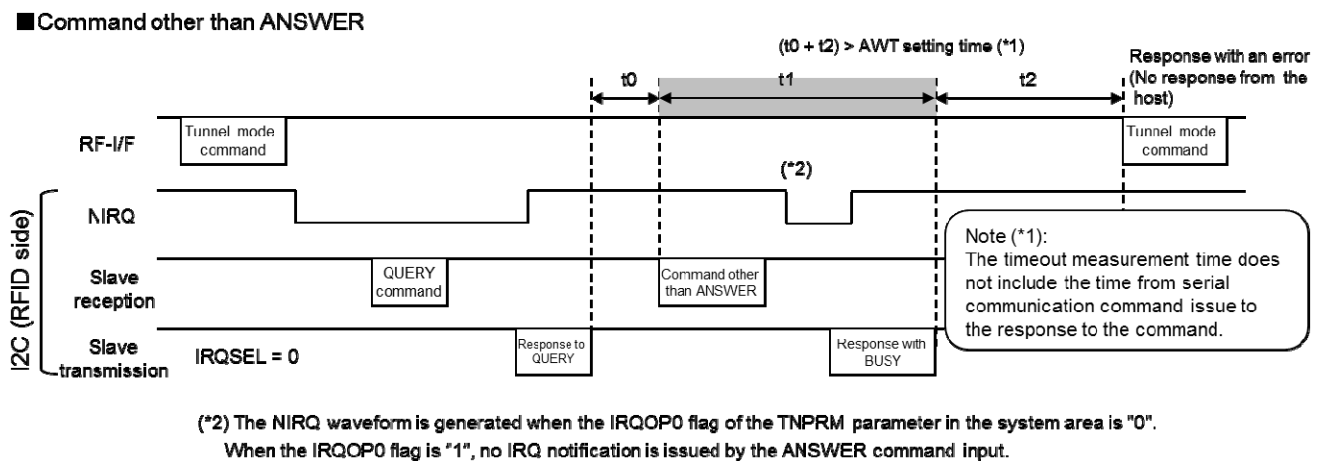 ■Command other than ANSWER
(t0 + t2) > AWT setting time (*1)
Response with an error
(No response from the
host)
t0
t1
t2
RF-I/F
Tunnel mode
command
Tunnel mode
command
(*2)
NIRQ
I2C (RFID side)
Note (*1):
The timeout measurement time does
not include the time from serial
communication command issue to
the response to the command.
Slave
reception
QUERY
command
Command other
than ANSWER
Slave
transmission
IRQSEL = 0
Response to
QUERY
Response with
BUSY
(*2) The NIRQ waveform is generated when the IRQOP0 flag of the TNPRM parameter in the system area is "0".
When the IRQOP0 flag is "1", no IRQ notification is issued by the ANSWER command input.